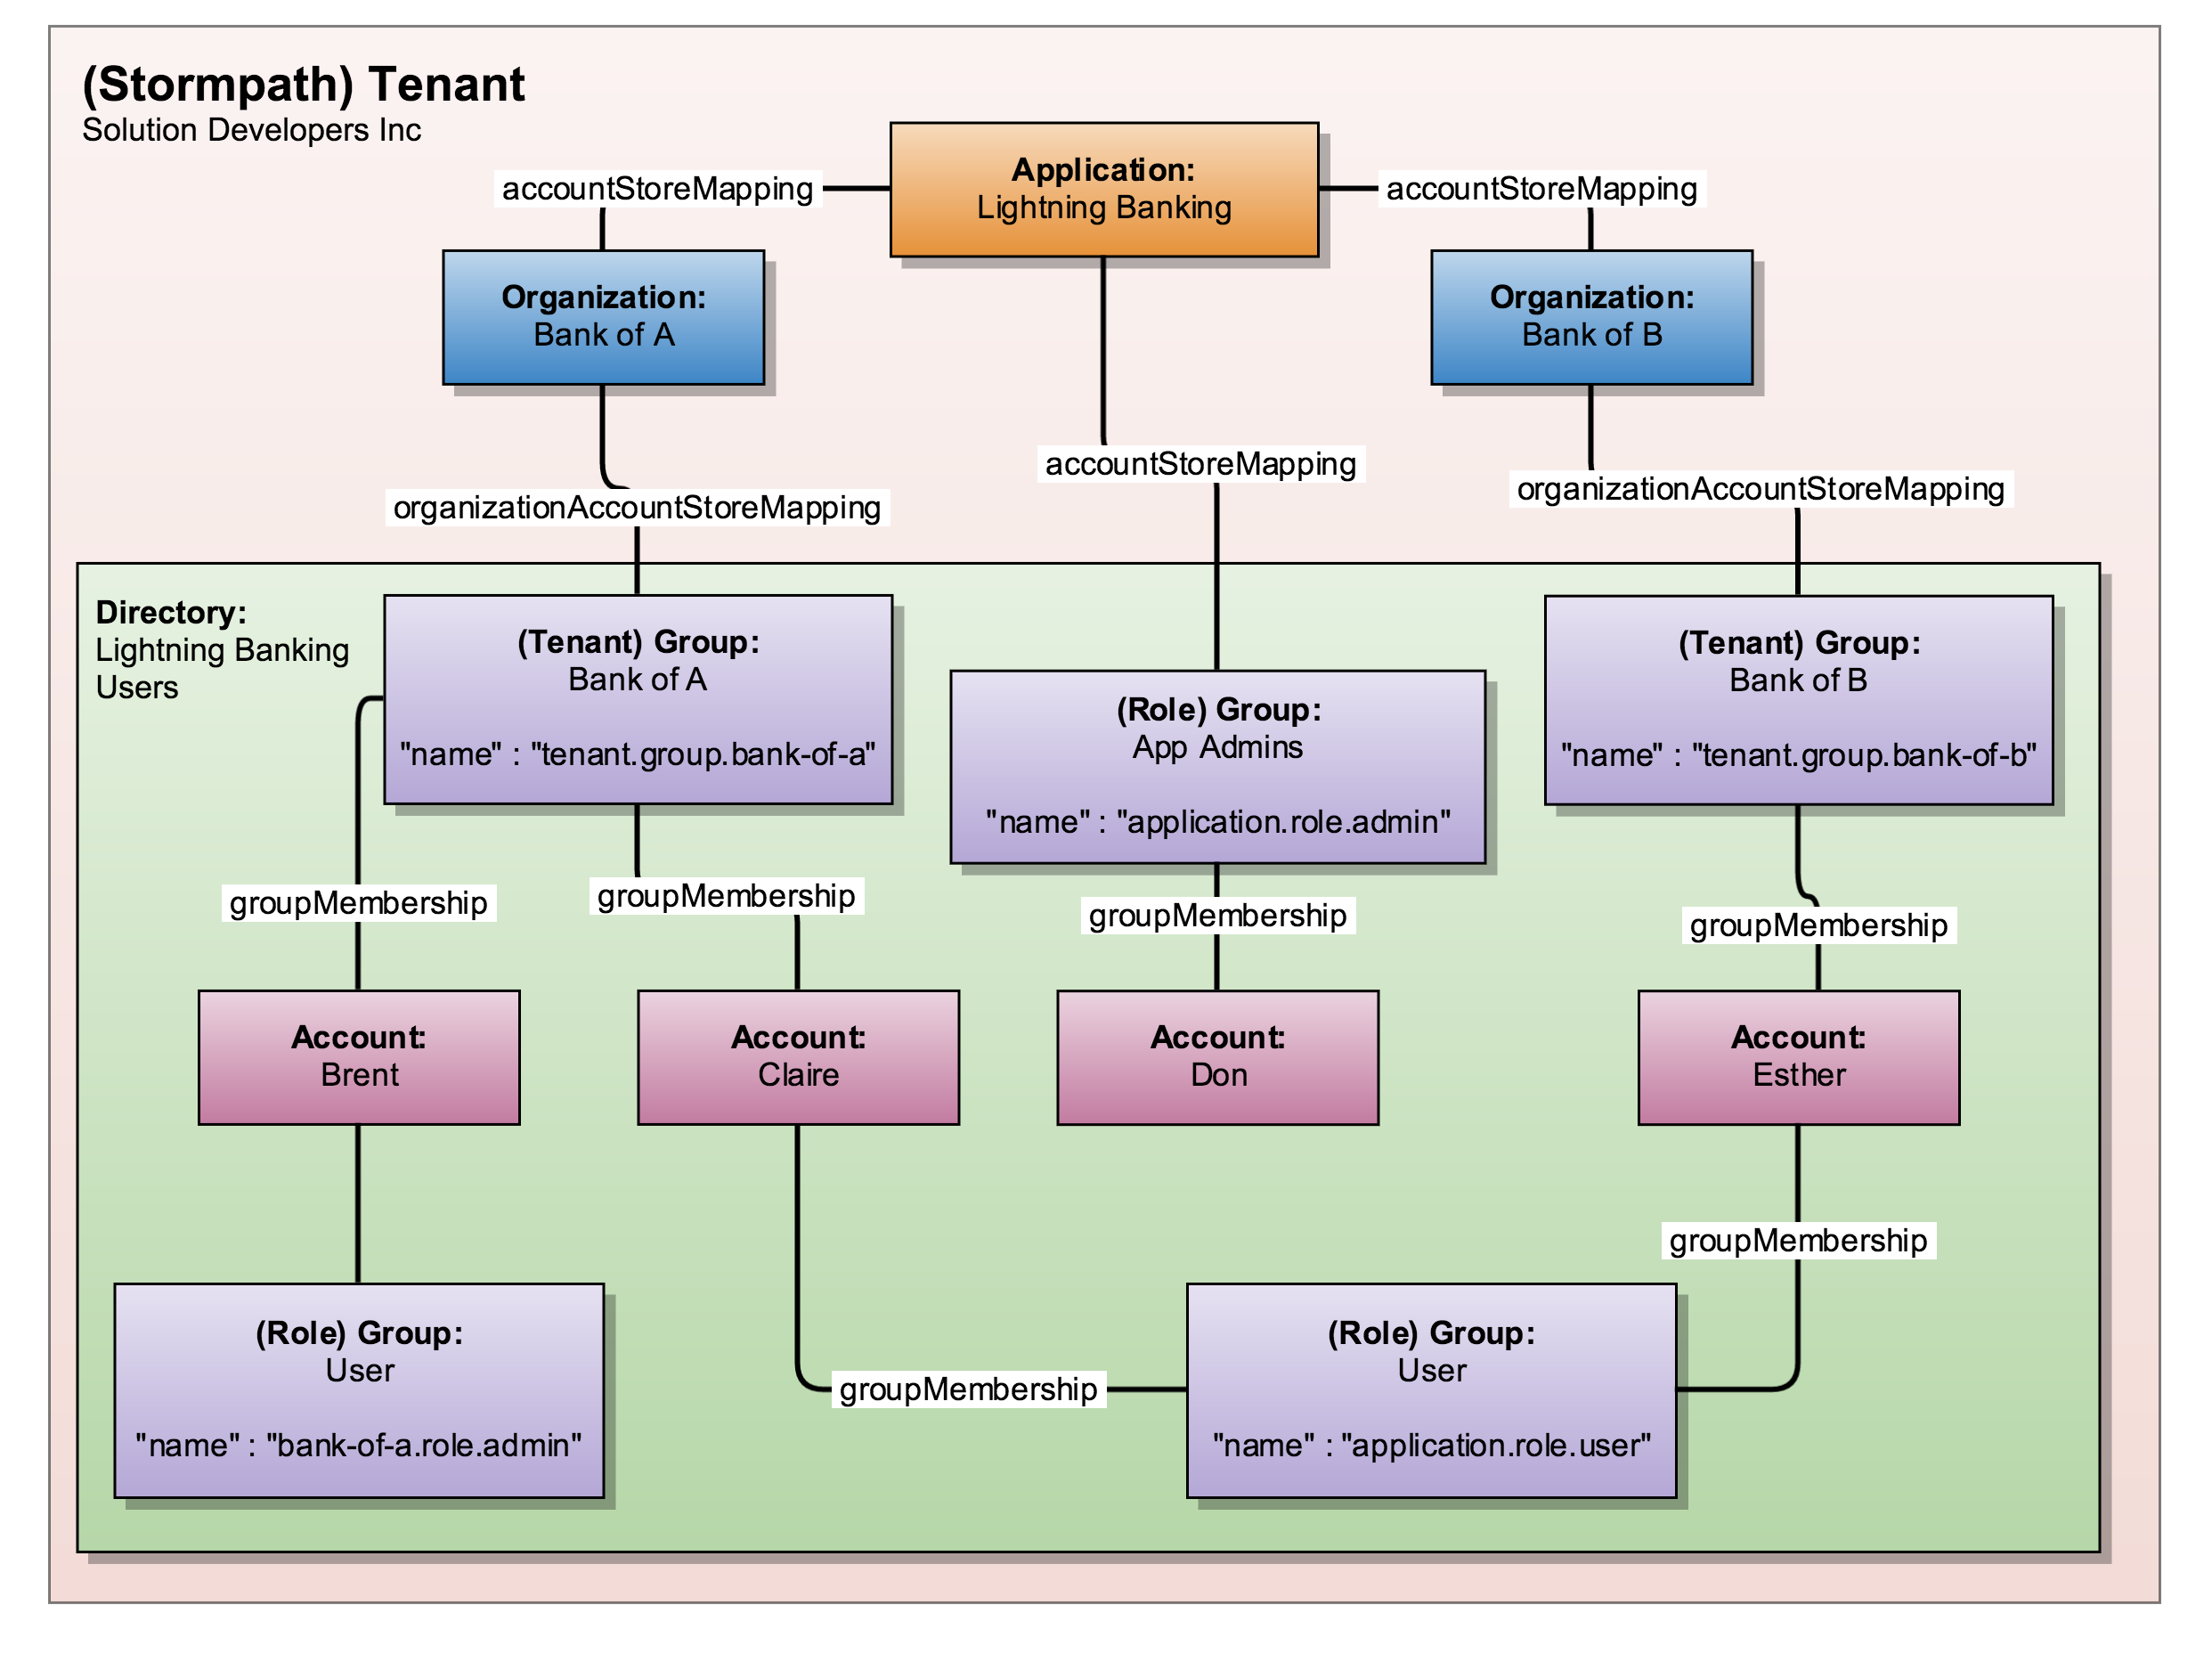 (Stormpath) Tenant
Solution Developers Inc
Application:
Lightning Banking
accountStoreMapping
accountStoreMapping
Organization:
Bank of A
Organization:
Bank of B
accountStoreMapping
organizationAccountStoreMapping
organizationAccountStoreMapping
Directory:
Lightning Banking
Users
(Tenant) Group:
Bank of A
"name" : "tenant.group.bank-of-a"
(Role) Group:
App Admins
"name" : "application.role.admin"
(Tenant) Group:
Bank of B
"name" : "tenant.group.bank-of-b"
groupMembership
groupMembership
groupMembership
groupMembership
Account:
Brent
Account:
Claire
Account:
Don
Account:
Esther
groupMembership
(Role) Group:
User
"name" : "bank-of-a.role.admin"
groupMembership
(Role) Group:
User
"name" : "application.role.user"